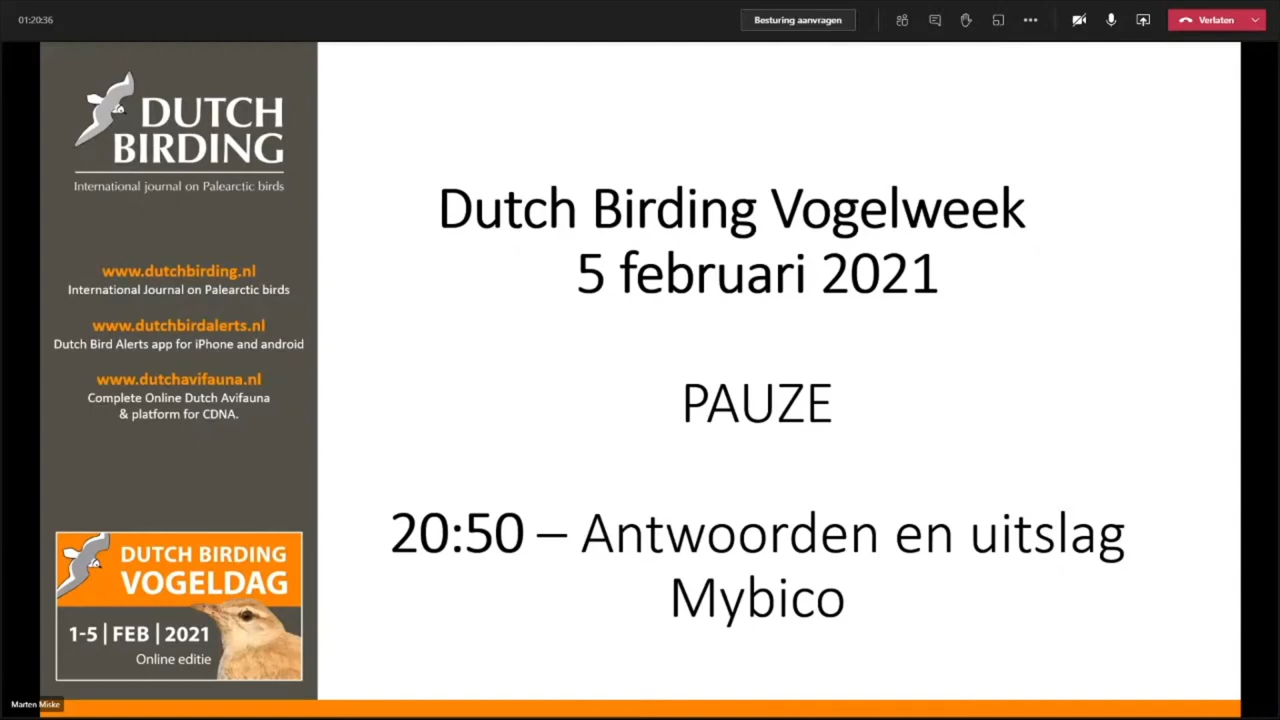 01:20:36
Besturing aanvragen
Verlaten
DUTCH
BIRDING
International journal on Palearctic birds
www.dutchbirding.nl
International Journal on Palearctic birds
www.dutchbirdalerts.nl
Dutch Bird Alerts app for iPhone and android
www.dutchavifauna.nl
Complete Online Dutch Avifauna
& platform for CDNA.
DUTCH BIRDING
VOGELDAG
1-5 | FEB | 2021
Online editie
Dutch Birding Vogelweek
5 februari 2021
PAUZE
20:50 – Antwoorden en uitslag
Mybico
Marten Miske